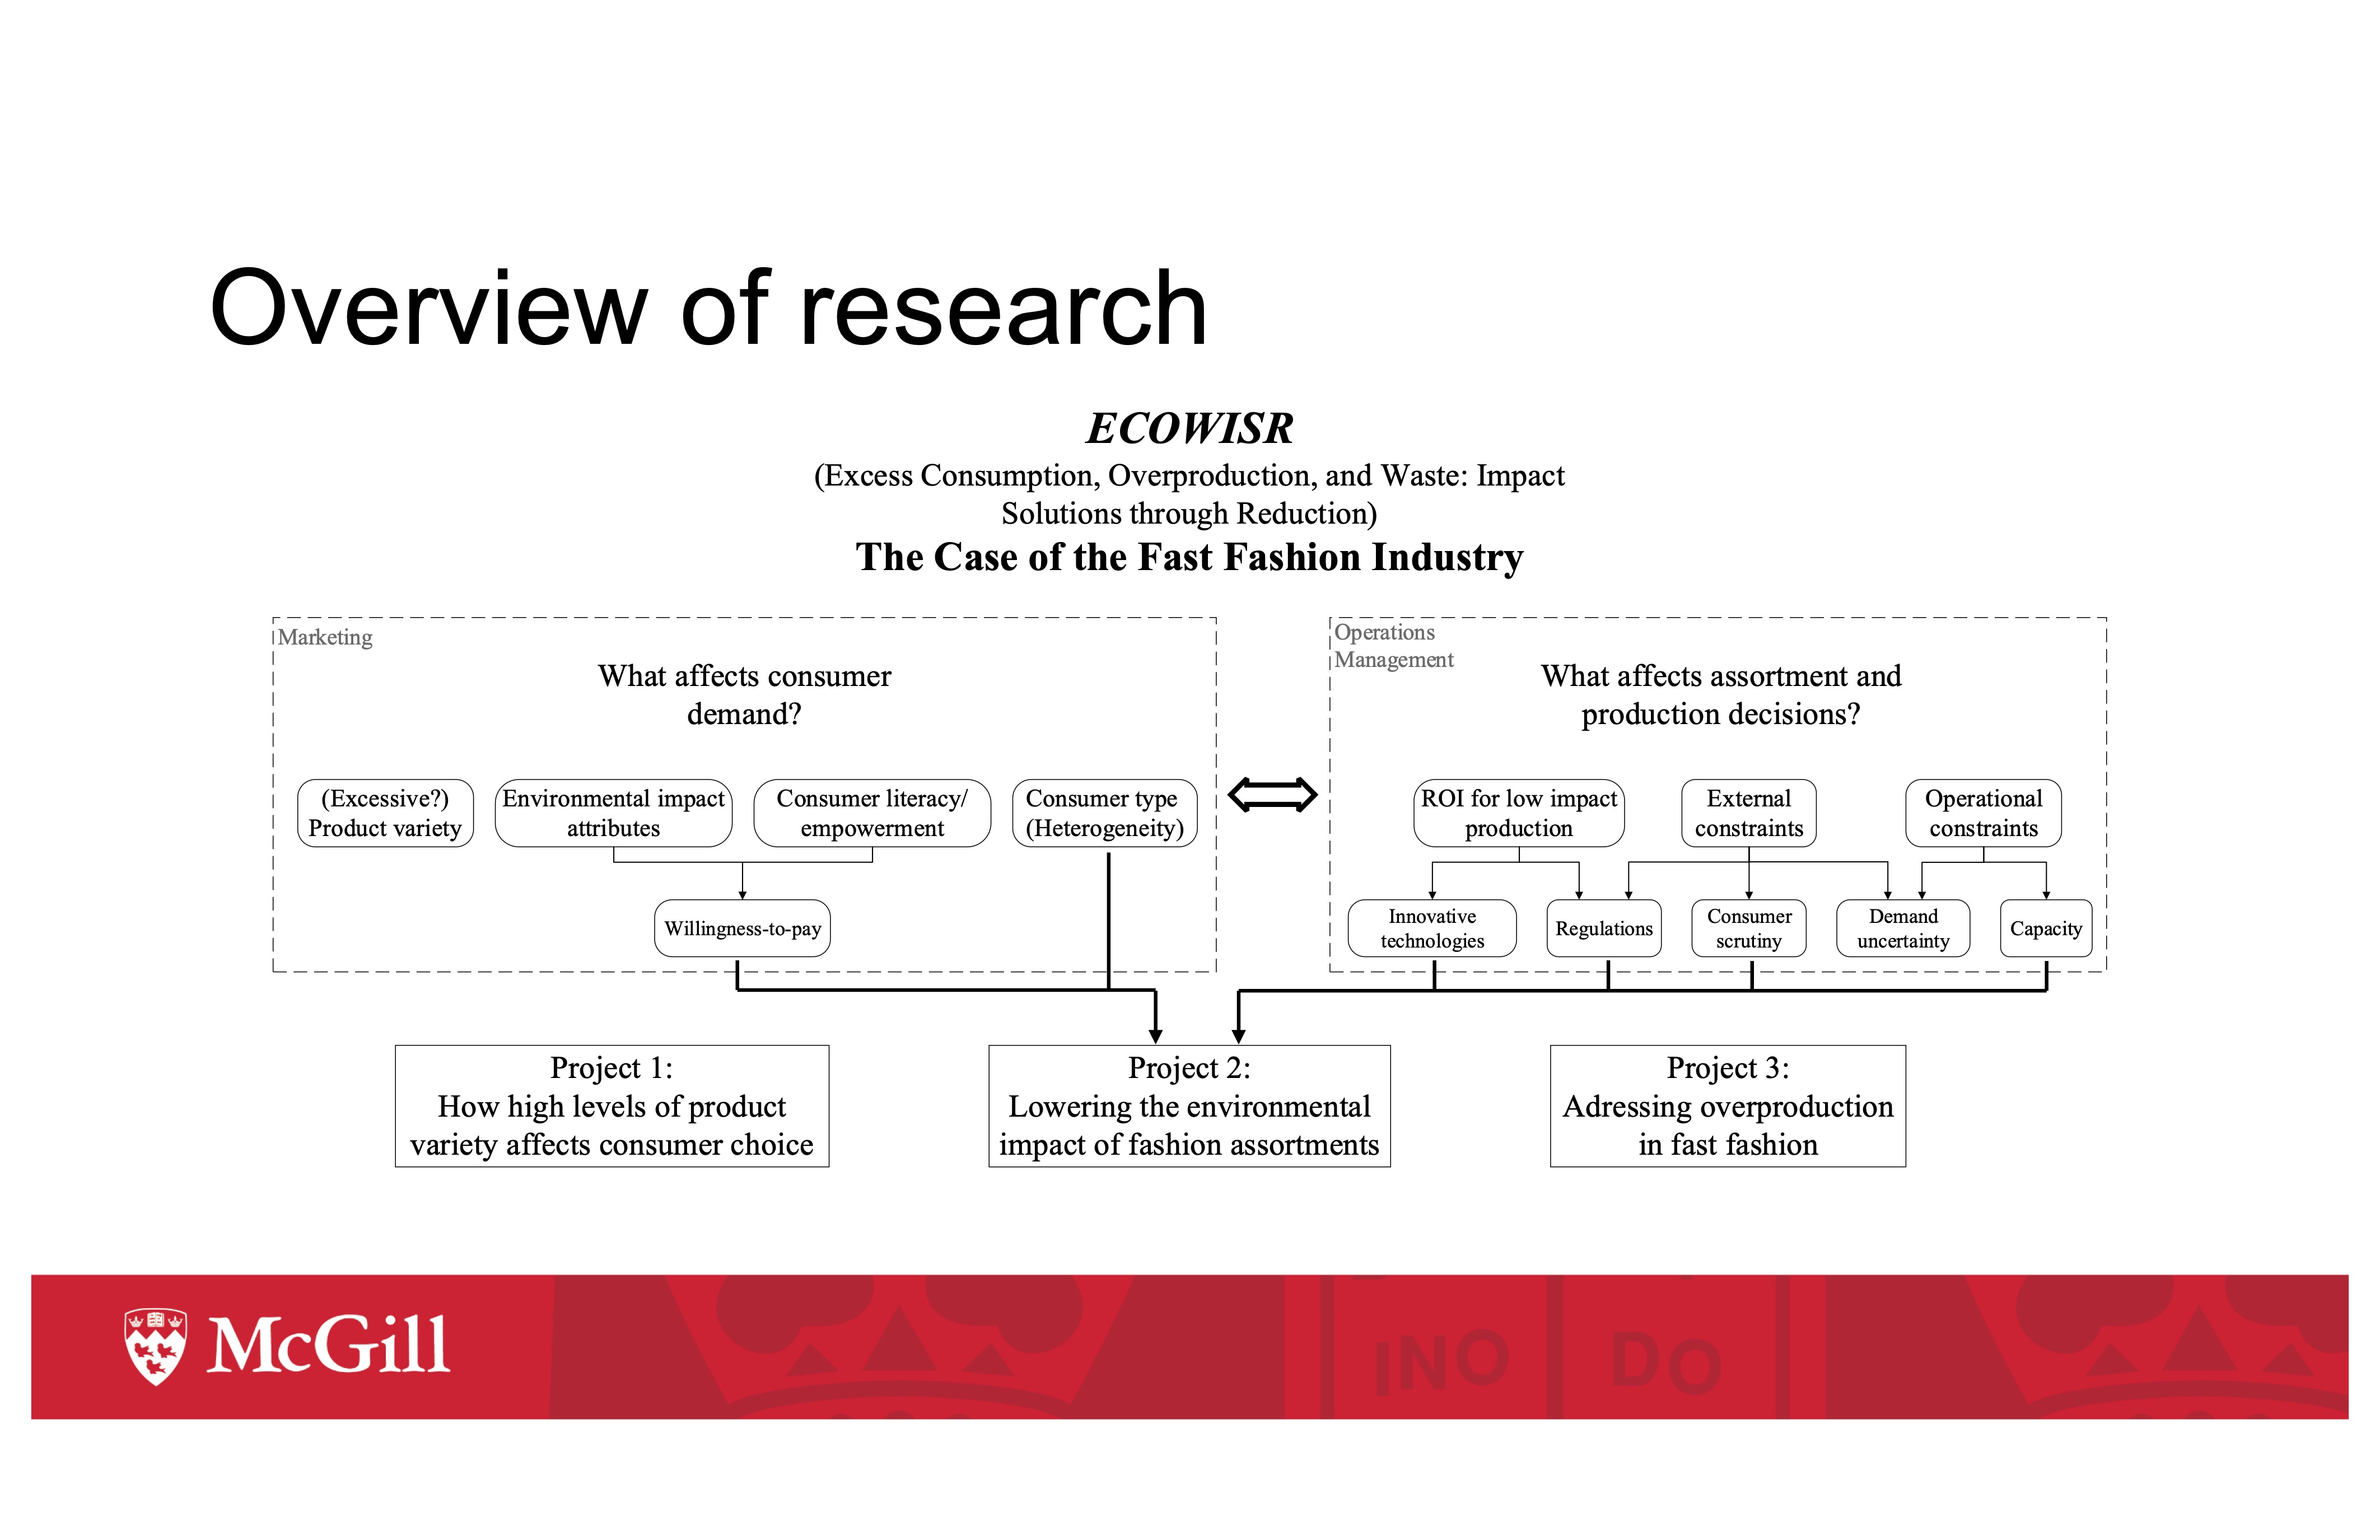 Overview of research
ECOWISR
(Excess Consumption, Overproduction, and Waste: Impact
Solutions through Reduction)
The Case of the Fast Fashion Industry
Marketing
What affects consumer
demand?
(Excessive?)
Product variety
Environmental impact
attributes
Consumer literacy/
empowerment
Consumer type
(Heterogeneity)
Willingness-to-pay
Operations
Management
What affects assortment and
production decisions?
ROI for low impact
production
External
constraints
Operational
constraints
Innovative
technologies
Regulations
Consumer
scrutiny
Demand
uncertainty
Capacity
Project 1:
How high levels of product
variety affects consumer choice
Project 2:
Lowering the environmental
impact of fashion assortments
Project 3:
Adressing overproduction
in fast fashion
McGill
INO DO